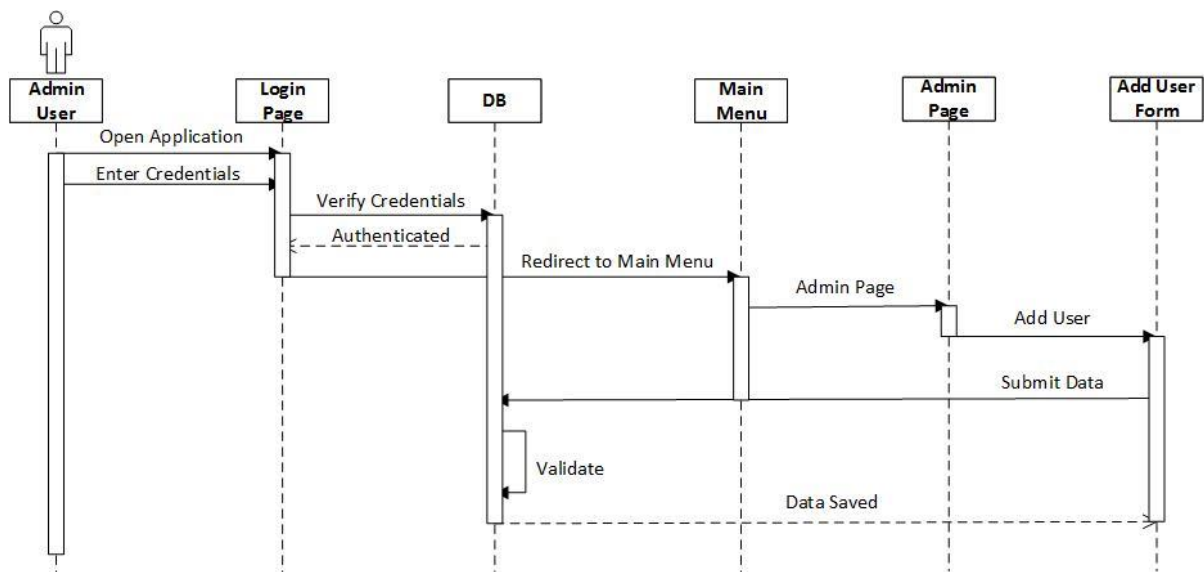 Admin
User
Login
Page
DB
Main
Menu
Admin
Page
Add User
Form
Open Application
Enter Credentials
Verify Credentials
Authenticated
Redirect to Main Menu
Admin Page
Add User
Submit Data
Validate
Data Saved